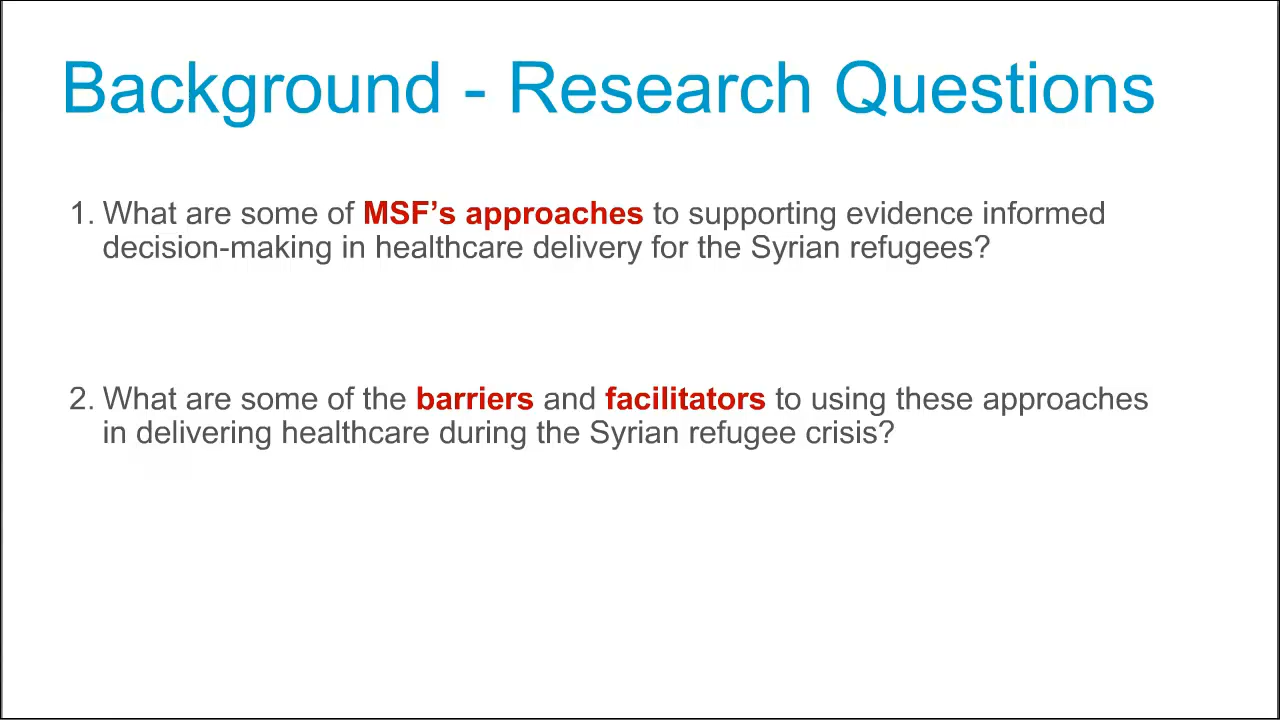 Background - Research Questions
1. What are some of MSF’s approaches to supporting evidence informed
decision-making in healthcare delivery for the Syrian refugees?
2. What are some of the barriers and facilitators to using these approaches
in delivering healthcare during the Syrian refugee crisis?